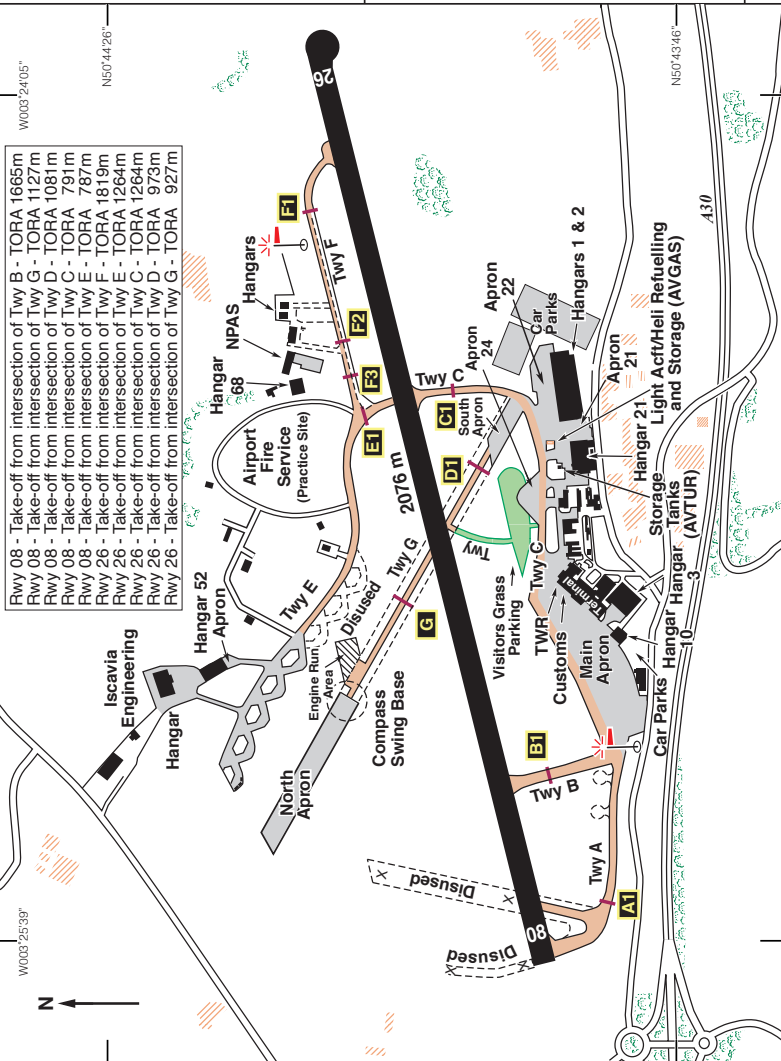 W003°24'05"
N50°44'26"
N50°43'46"
W003°25'39"
N
Rwy 08 - Take-off from intersection of Twy B - TORA 1665m
Rwy 08 - Take-off from intersection of Twy G - TORA 1127m
Rwy 08 - Take-off from intersection of Twy D - TORA 1081m
Rwy 08 - Take-off from intersection of Twy C - TORA 791m
Rwy 08 - Take-off from intersection of Twy E - TORA 787m
Rwy 26 - Take-off from intersection of Twy F - TORA 1819m
Rwy 26 - Take-off from intersection of Twy E - TORA 1264m
Rwy 26 - Take-off from intersection of Twy C - TORA 1264m
Rwy 26 - Take-off from intersection of Twy D - TORA 973m
Rwy 26 - Take-off from intersection of Twy G - TORA 927m
26
F1
Twy F
Hangars
NPAS
F2
Hangar
68
F3
E1
Airport
Fire
Service
(Practice Site)
Twy E
Hangar 52
Apron
Iscavia
Engineering
Hangar
Disused
Engine Run
Area
Twy G
G
Compass
Swing Base
North
Apron
2076 m
Twy C
C1
South
Apron
D1
Apron
24
Apron
22
Car
Parks
Hangars 1 & 2
Apron
21
Light Acft/Heli Refuelling
and Storage (AVGAS)
Hangar 21
Storage
Tanks
(AVTUR)
Hangar
3
Hangar
10
Car Parks
Twy
Visitors Grass
Parking
Twy C
TWR
Customs
Terminal
Main
Apron
B1
Twy B
Twy A
A1
Disused
Disused
X
X
X
X
08
A30